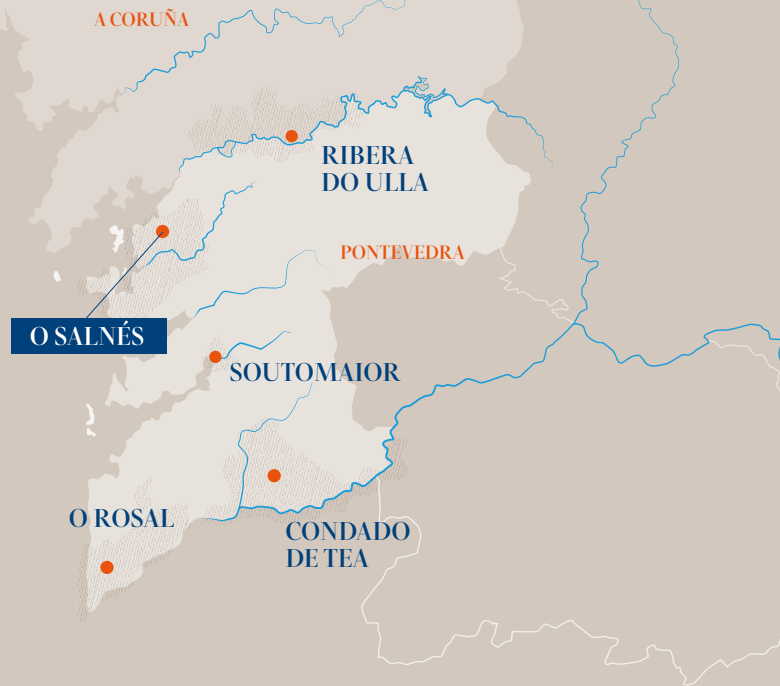 A CORUÑA
RIBERA
DO ULLA
PONTEVEDRA
O SALNÉS
SOUTOMAIOR
O ROSAL
CONDADO
DE TEA